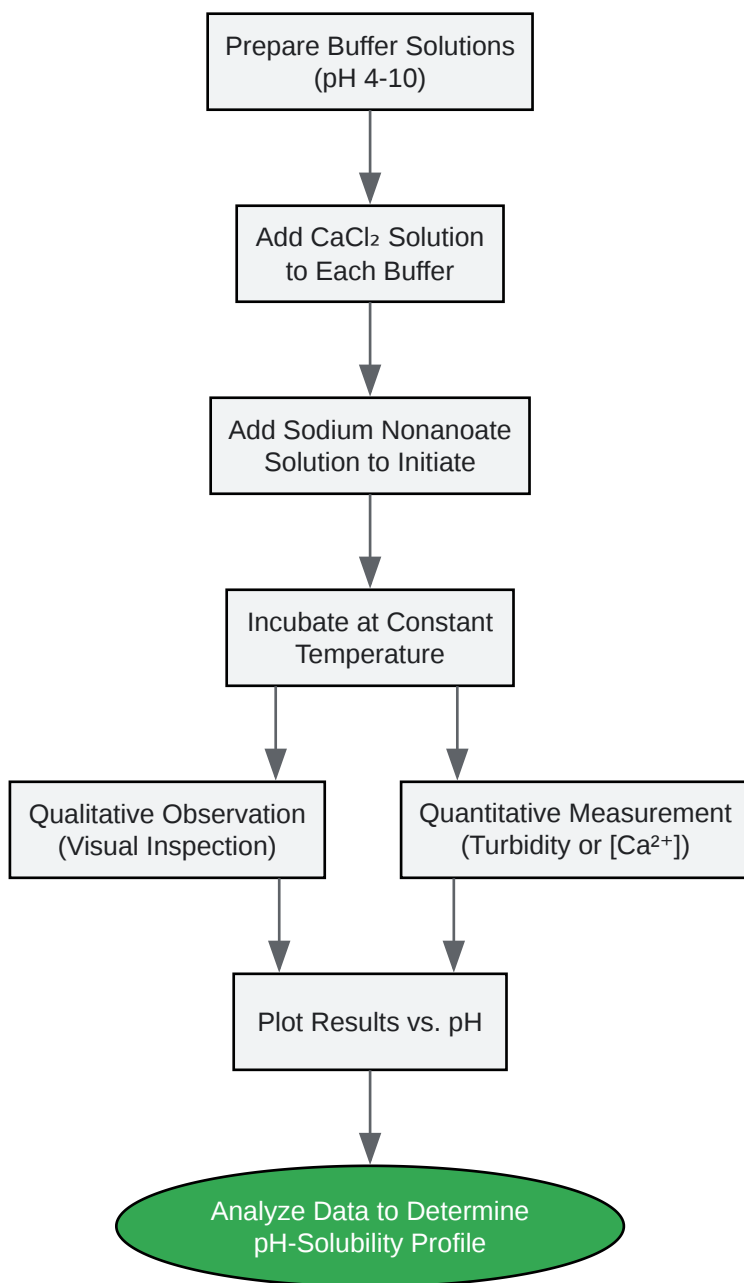 Prepare Buffer Solutions
(pH 4-10)
Add CaCl₂ Solution
to Each Buffer
Add Sodium Nonanoate
Solution to Initiate
Incubate at Constant
Temperature
Qualitative Observation
(Visual Inspection)
Quantitative Measurement
(Turbidity or [Ca²⁺])
Plot Results vs. pH
Analyze Data to Determine
pH-Solubility Profile